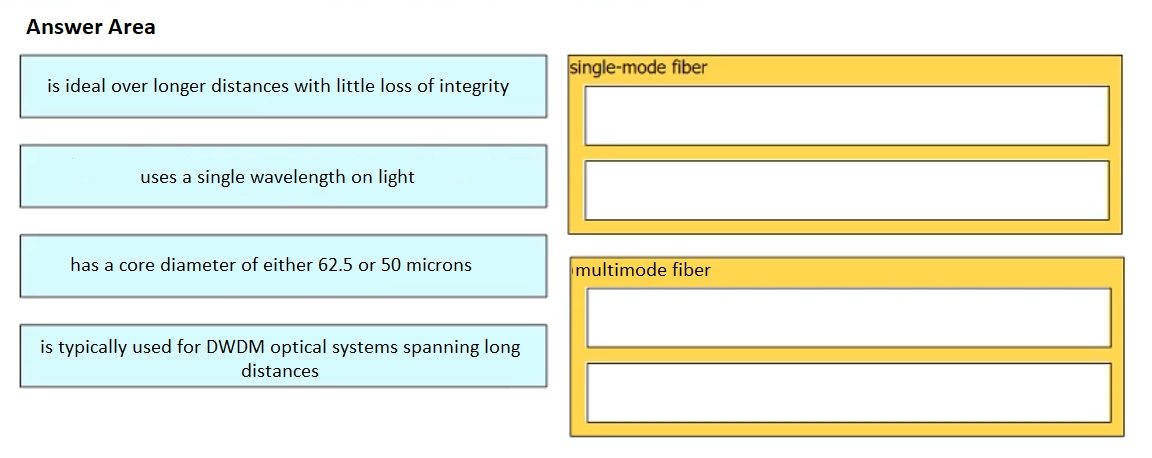 Answer Area
is ideal over longer distances with little loss of integrity
single-mode fiber
uses a single wavelength on light
has a core diameter of either 62.5 or 50 microns
multimode fiber
is typically used for DWDM optical systems spanning long
distances